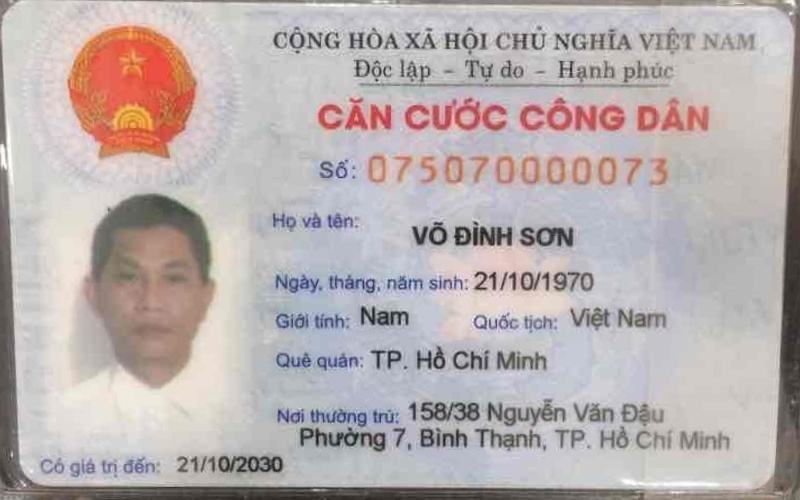 CỘNG HÒA XÃ HỘI CHỦ NGHĨA VIỆT NAM
Độc lập - Tự do - Hạnh phúc
CĂN CƯỚC CÔNG DÂN
Số: 075070000073
Họ và tên:
VÕ ĐÌNH SƠN
Ngày, tháng, năm sinh: 21/10/1970
Giới tính: Nam Quốc tịch: Việt Nam
Quê quán: TP. Hồ Chí Minh
Nơi thường trú: 158/38 Nguyễn Văn Đậu
Phường 7, Bình Thạnh, TP. Hồ Chí Minh
Có giá trị đến: 21/10/2030